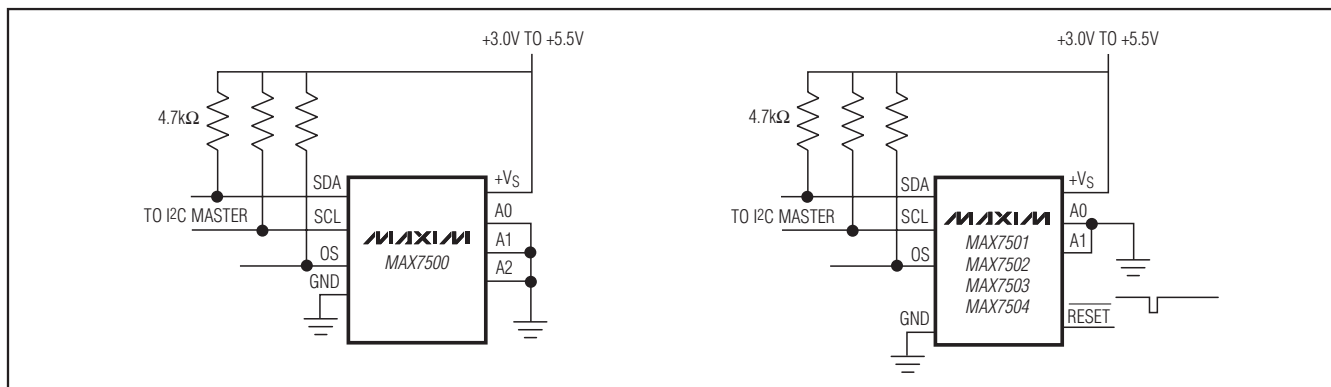 +3.0V TO +5.5V
4.7kΩ
SDA
+VS
TO I²C MASTER
SCL
A0
MAXIM
MAX7500
A1
OS
A2
GND
+3.0V TO +5.5V
4.7kΩ
SDA
+VS
TO I²C MASTER
SCL
A0
MAXIM
A1
MAX7501
OS
MAX7502
MAX7503
MAX7504
GND
RESET